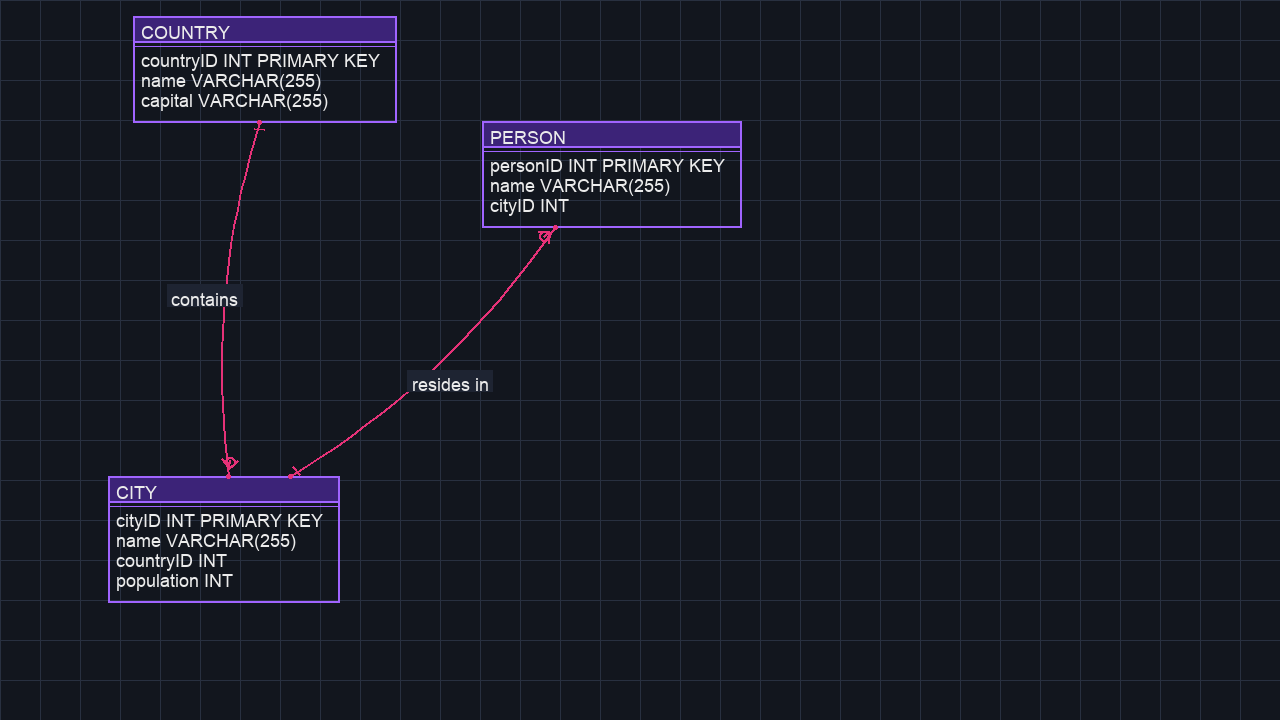 COUNTRY
countryID INT PRIMARY KEY
name VARCHAR(255)
capital VARCHAR(255)
PERSON
personID INT PRIMARY KEY
name VARCHAR(255)
cityID INT
contains
resides in
CITY
cityID INT PRIMARY KEY
name VARCHAR(255)
countryID INT
population INT